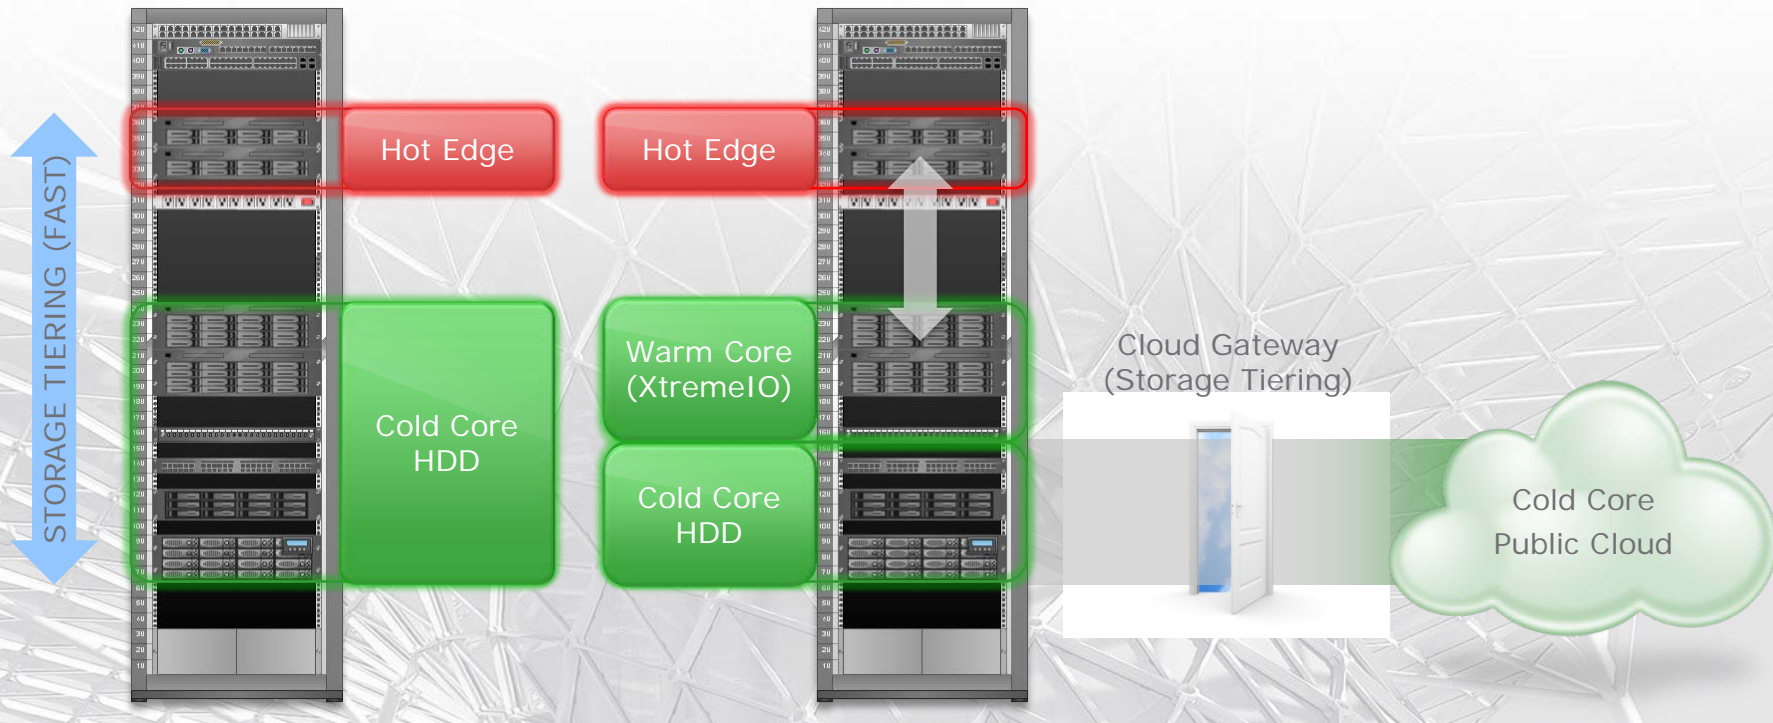 STORAGE TIERING (FAST)
Hot Edge
Cold Core
HDD
Hot Edge
Warm Core
(XtremeIO)
Cold Core
HDD
Cloud Gateway
(Storage Tiering)
Cold Core
Public Cloud